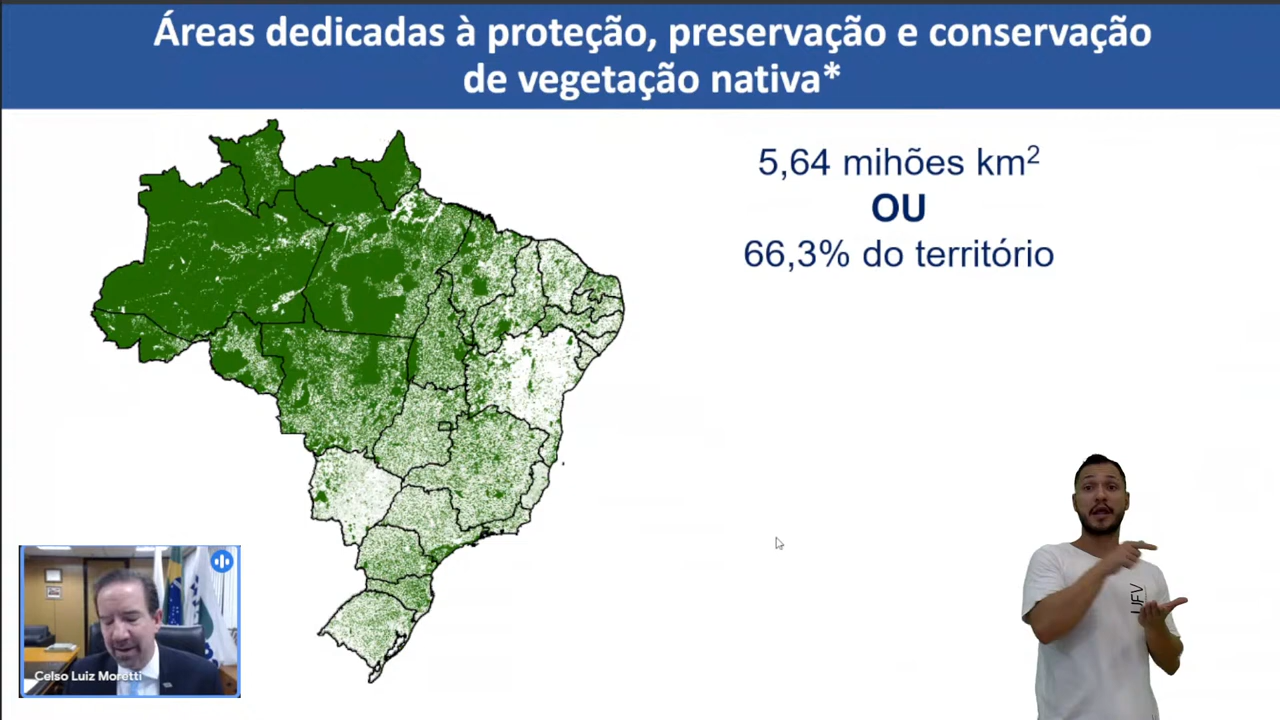 Áreas dedicadas à proteção, preservação e conservação
de vegetação nativa*
5,64 mihões km²
OU
66,3% do território
Celso Luiz Moretti
UFV